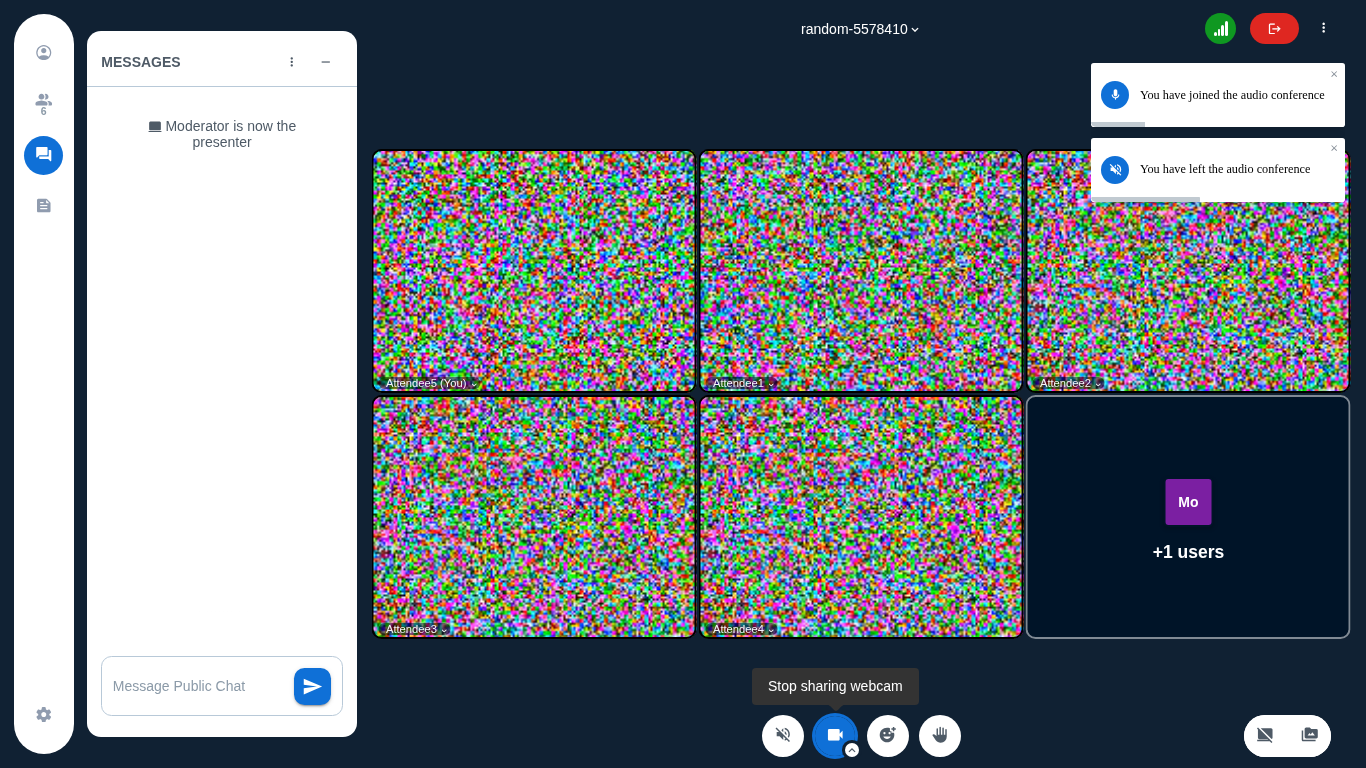 random-5578410
6
MESSAGES
Moderator is now the
presenter
You have joined the audio conference
You have left the audio conference
Attendee5 (You)
Attendee1
Attendee2
Attendee3
Attendee4
Mo
+1 users
Message Public Chat
Stop sharing webcam